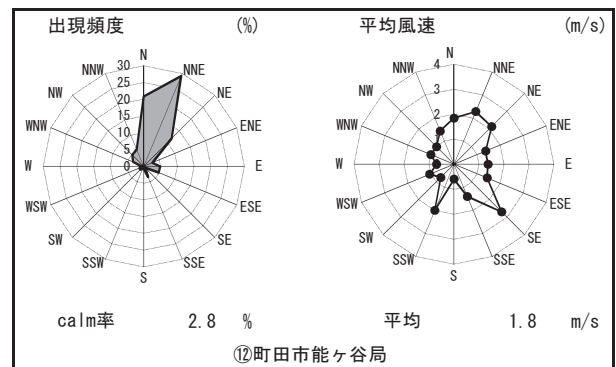 出現頻度 (%)
N
NNE
NE
ENE
E
ESE
SE
SSE
S
SSW
SW
WSW
W
WNW
NW
NNW
30
25
20
15
10
5
0
calm率 2.8 %
平均風速 (m/s)
N
NNE
NE
ENE
E
ESE
SE
SSE
S
SSW
SW
WSW
W
WNW
NW
NNW
4
3
2
1
0
平均 1.8 m/s
⑫町田市能ヶ谷局